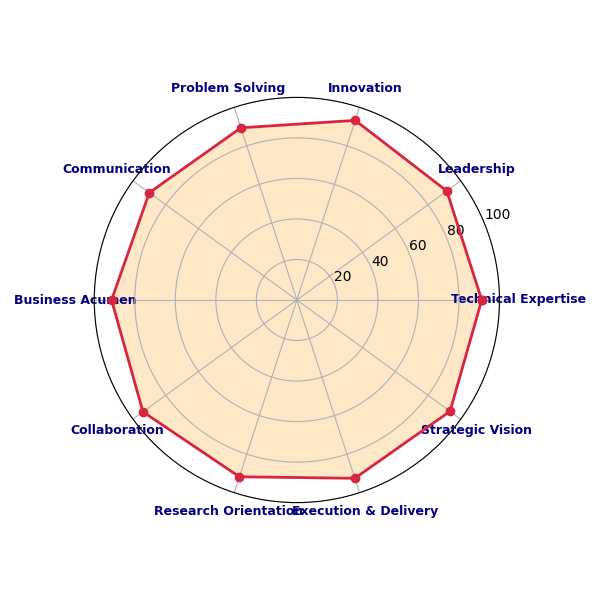 Problem Solving
Innovation
Communication
Leadership
100
80
60
40
20
Business Acumen
Technical Expertise
Collaboration
Strategic Vision
Research Orientation
Execution & Delivery